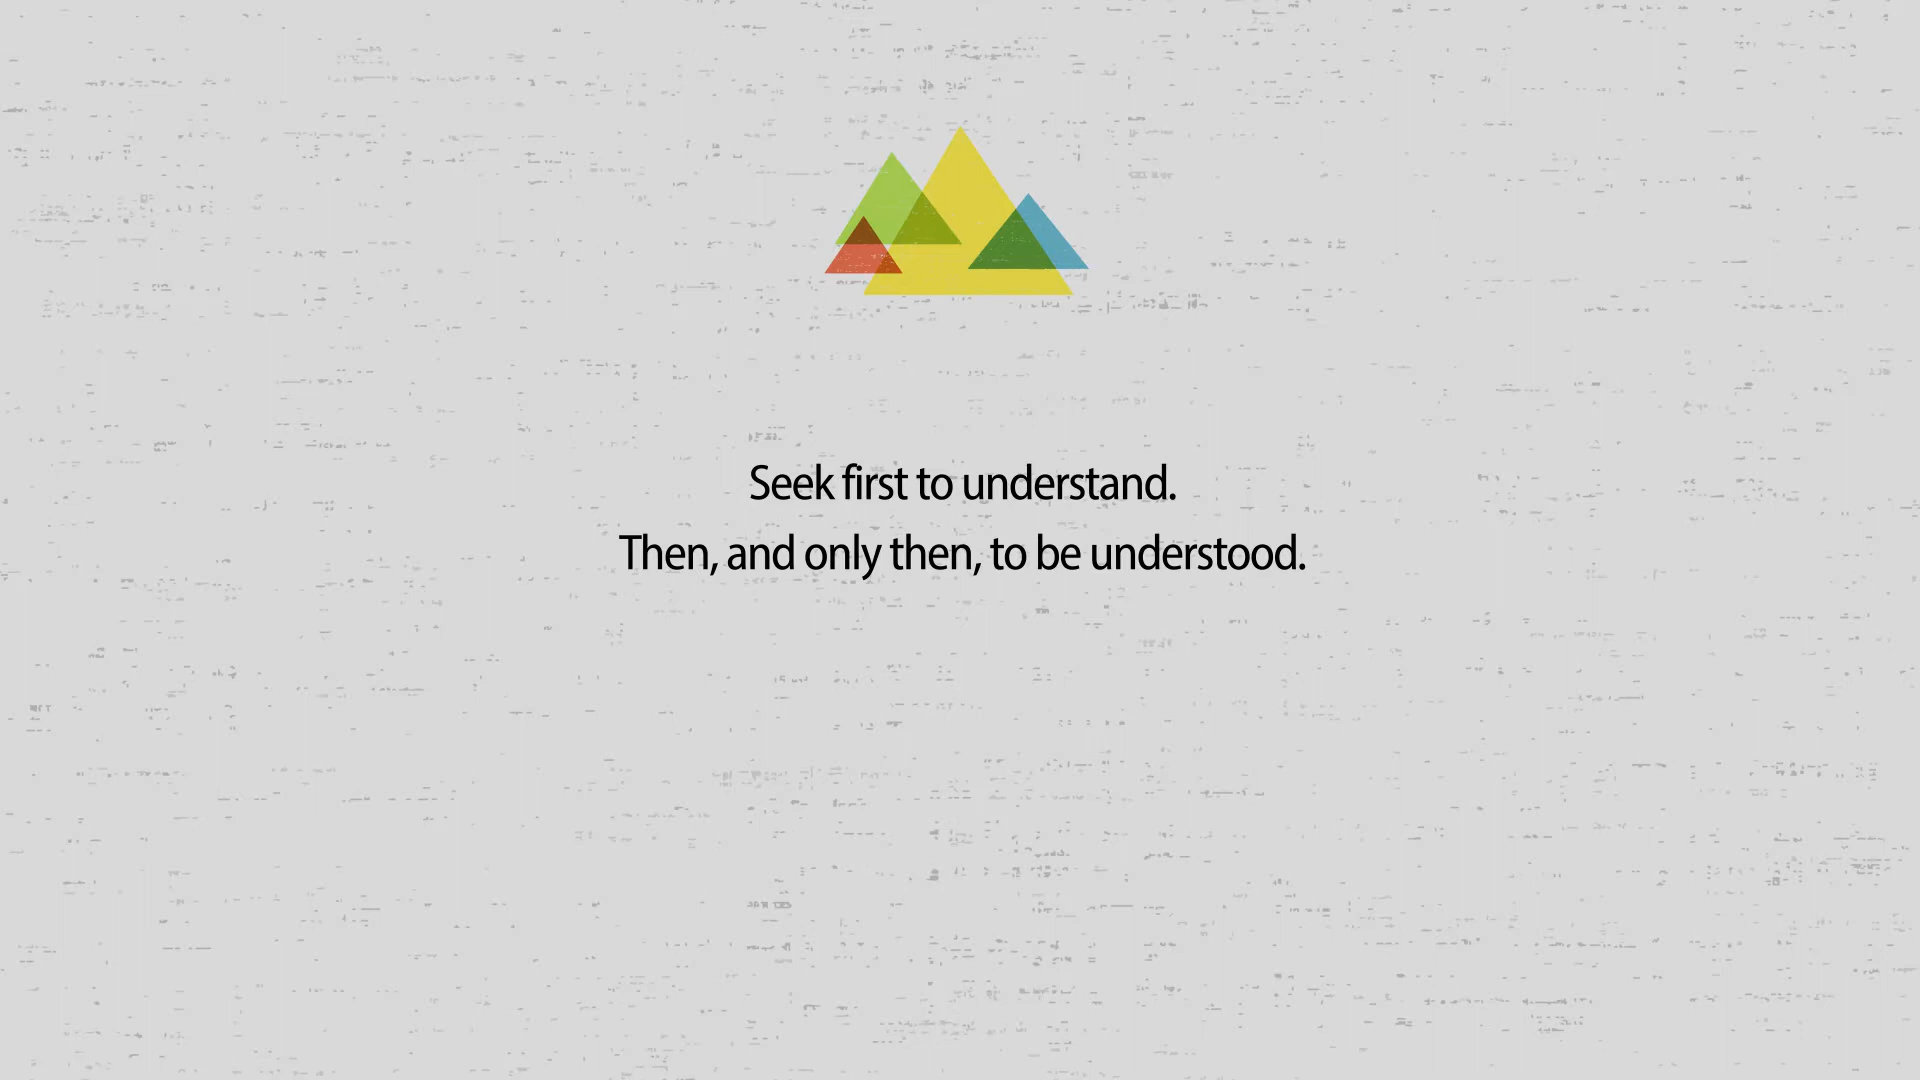 Seek first to understand.
Then, and only then, to be understood.